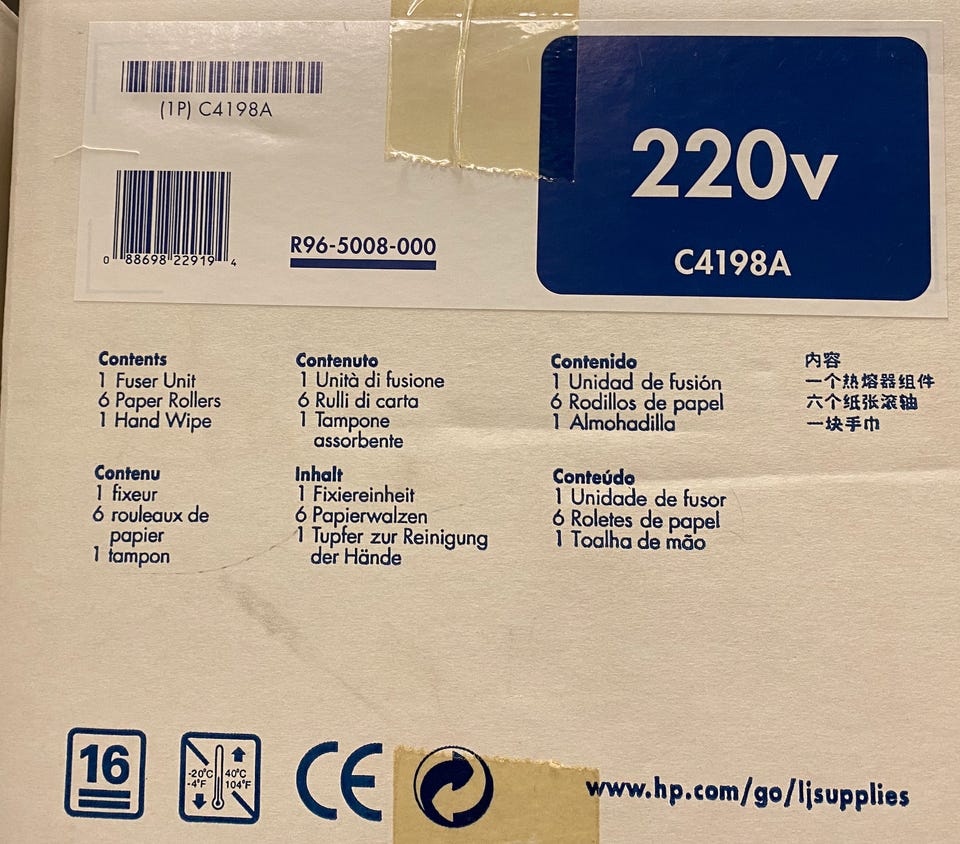 (1P) C4198A
220v
0 88698 22919 4
R96-5008-000
C4198A
Contents
1 Fuser Unit
6 Paper Rollers
1 Hand Wipe
Contenuto
1 Unità di fusione
6 Rulli di carta
1 Tampone
assorbente
Contenido
1 Unidad de fusión
6 Rodillos de papel
1 Almohadilla
内容
一个热熔器组件
六个纸张滚轴
一块手巾
Contenu
1 fixeur
6 rouleaux de
papier
1 tampon
Inhalt
1 Fixiereinheit
6 Papierwalzen
1 Tupfer zur Reinigung
der Hände
Conteúdo
1 Unidade de fusor
6 Roletes de papel
1 Toalha de mão
16
-20°C
-4°F
40°C
104°F
CE
www.hp.com/go/ljsupplies